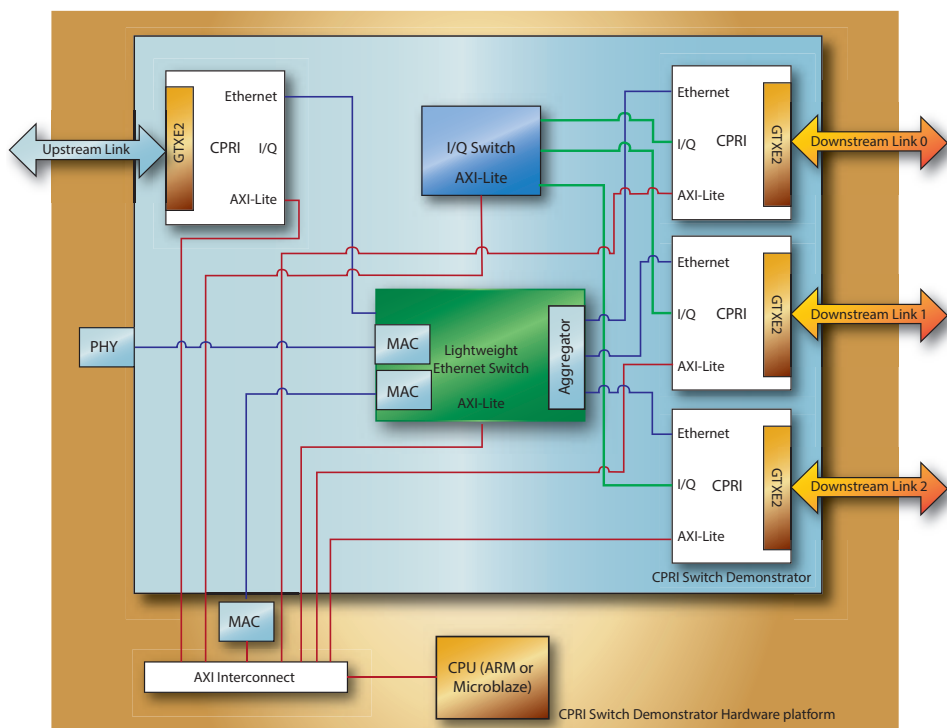 Upstream Link
GTXE2
Ethernet
CPRI
I/Q
AXI-Lite
I/Q Switch
AXI-Lite
Ethernet
I/Q
CPRI
AXI-Lite
GTXE2
Downstream Link 0
Ethernet
I/Q
CPRI
AXI-Lite
GTXE2
Downstream Link 1
PHY
MAC
MAC
Lightweight
Ethernet Switch
AXI-Lite
Aggregator
Ethernet
I/Q
CPRI
AXI-Lite
GTXE2
Downstream Link 2
CPRI Switch Demonstrator
MAC
AXI Interconnect
CPU (ARM or
Microblaze)
CPRI Switch Demonstrator Hardware platform